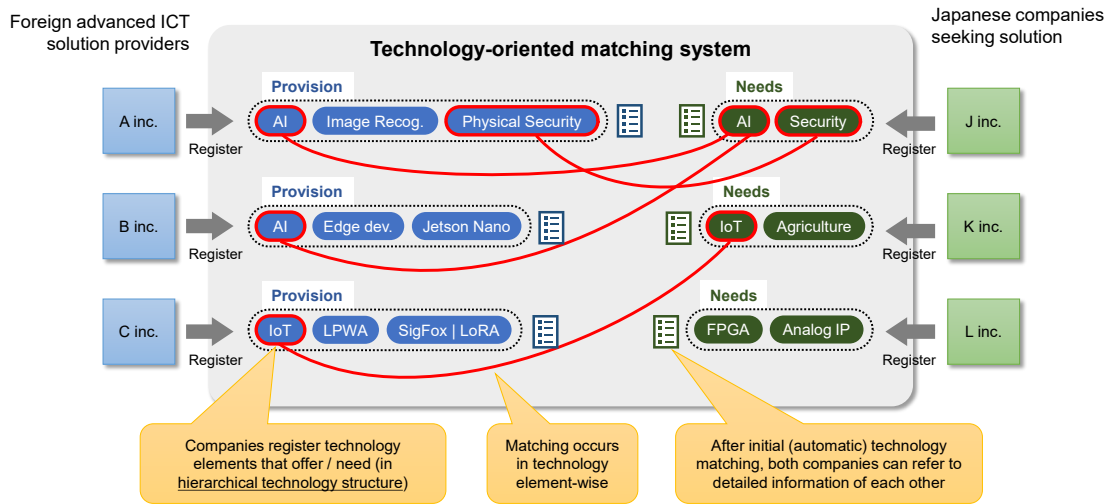 Foreign advanced ICT
solution providers
Japanese companies
seeking solution
Technology-oriented matching system
Provision
Needs
A inc.
Register
AI
Image Recog.
Physical Security
AI
Security
Register
J inc.
Provision
Needs
B inc.
Register
AI
Edge dev.
Jetson Nano
IoT
Agriculture
Register
K inc.
Provision
Needs
C inc.
Register
IoT
LPWA
SigFox | LoRA
FPGA
Analog IP
Register
L inc.
Companies register technology
elements that offer / need (in
hierarchical technology structure)
Matching occurs
in technology
element-wise
After initial (automatic) technology
matching, both companies can refer to
detailed information of each other